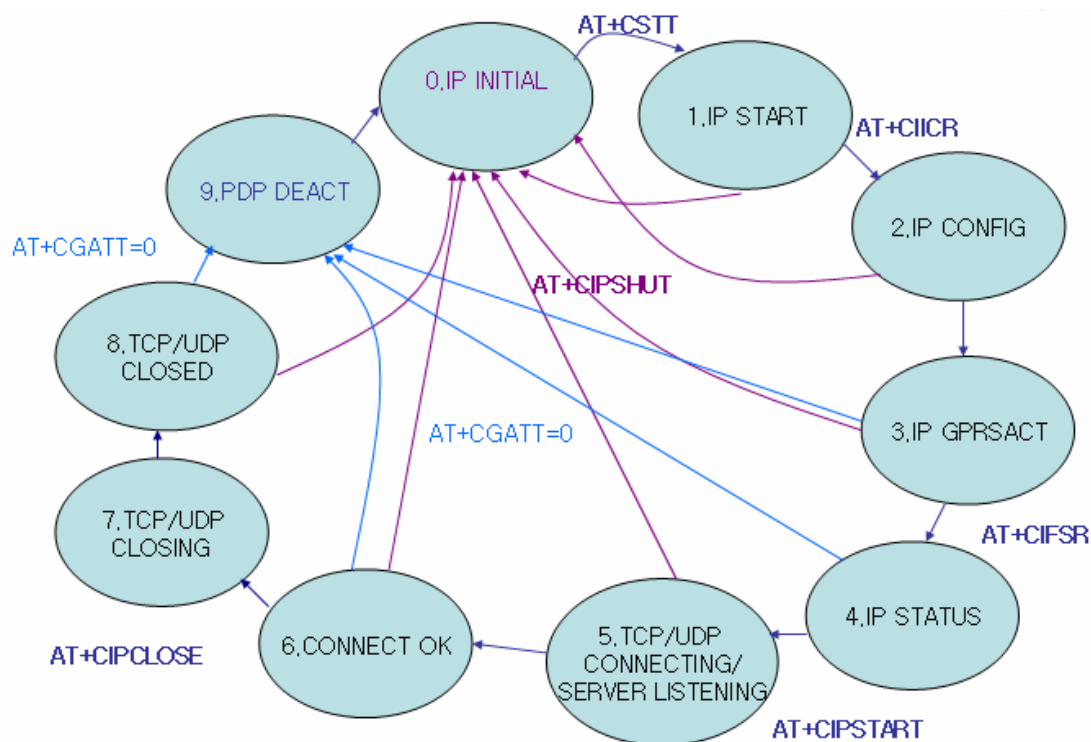 AT+CSTT
0,IP INITIAL
1,IP START
AT+CIICR
9,PDP DEACT
2,IP CONFIG
AT+CGATT=0
AT+CIPSHUT
8,TCP/UDP
CLOSED
3,IP GPRSACT
AT+CGATT=0
7,TCP/UDP
CLOSING
AT+CIFSR
4,IP STATUS
5,TCP/UDP
CONNECTING/
SERVER LISTENING
6,CONNECT OK
AT+CIPCLOSE
AT+CIPSTART